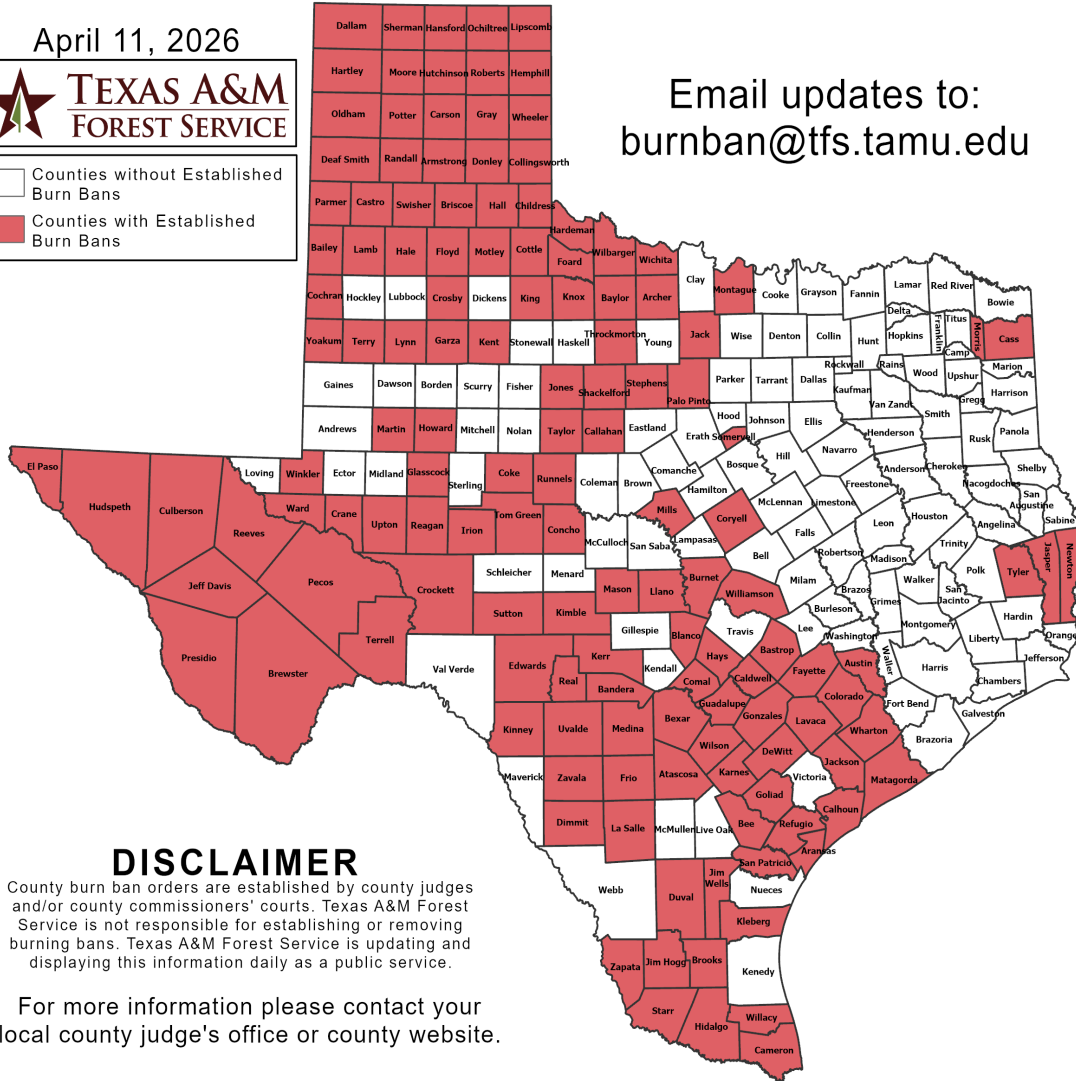 April 11, 2026
TEXAS A&M
FOREST SERVICE
Counties without Established
Burn Bans
Counties with Established
Burn Bans
Email updates to:
burnban@tfs.tamu.edu
Dallam Sherman Hansford Ochiltree Lipscomb
Hartley Moore Hutchinson Roberts Hemphill
Oldham Potter Carson Gray Wheeler
Deaf Smith Randall Armstrong Donley Collingsworth
Parmer Castro Swisher Briscoe Hall Childress
Hardeman
Bailey Lamb Hale Floyd Motley Cottle Foard Wilbarger Wichita
Clay Montague Cooke Grayson Fannin Lamar Red River Bowie
Cochran Hockley Lubbock Crosby Dickens King Knox Baylor Archer
Delta Titus Franklin Morris Cass
Yoakum Terry Lynn Garza Kent Stonewall Haskell Throckmorton Young Jack Wise Denton Collin Hunt Hopkins
Camp
Rockwall Rains Wood Upshur Marion
Gaines Dawson Borden Scurry Fisher Jones Shackelford Stephens Palo Pinto Parker Tarrant Dallas Kaufman Van Zandt Gregg Harrison
Andrews Martin Howard Mitchell Nolan Taylor Callahan Eastland Erath Hood Somervell Johnson Ellis Henderson Smith Rusk Panola
El Paso Hudspeth Culberson Reeves Loving Winkler Ector Midland Glasscock Sterling Coke Runnels Coleman Brown Comanche Hamilton Bosque Hill Navarro Freestone Anderson Cherokee Nacogdoches Shelby
San
Augustine
Sabine
Ward Crane Upton Reagan Irion Tom Green Concho McCulloch San Saba Mills Lampasas Coryell McLennan Limestone Falls Leon Houston Angelina
Jeff Davis Pecos Crockett Schleicher Menard Mason Llano Burnet Bell Williamson Milam Robertson Madison Trinity Polk Tyler Jasper Newton
Walker San
Jacinto
Brazos Grimes Burleson Washington Montgomery Liberty Hardin Orange
Presidio Brewster Terrell Val Verde Sutton Kimble Gillespie Blanco Travis Lee Bastrop Hays Kendall
Edwards Kerr Real Bandera Comal Caldwell Fayette Austin Waller Harris Chambers Jefferson
Kinney Uvalde Medina Bexar Guadalupe Gonzales Lavaca Colorado Wharton Fort Bend Brazoria Galveston
Maverick Zavala Frio Atascosa Wilson Karnes DeWitt Victoria Jackson Matagorda
Dimmit La Salle McMullen Live Oak Bee Goliad Refugio Calhoun Aransas
San Patricio
Webb Duval Jim
Wells
Nueces
Kleberg
Zapata Jim Hogg Brooks Kenedy
Starr Hidalgo Willacy
Cameron
DISCLAIMER
County burn ban orders are established by county judges
and/or county commissioners' courts. Texas A&M Forest
Service is not responsible for establishing or removing
burning bans. Texas A&M Forest Service is updating and
displaying this information daily as a public service.
For more information please contact your
local county judge's office or county website.